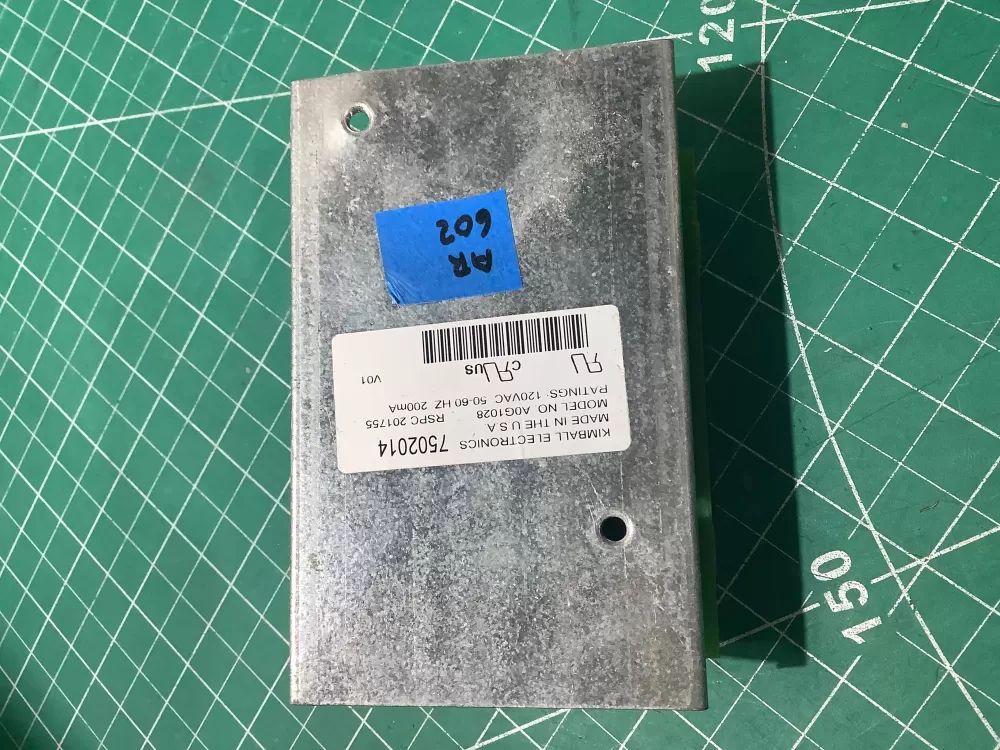 KIMBALL ELECTRONICS 7502014
MADE IN THE U S A
MODEL NO A0G1028 RSPC 201755
RATINGS: 120VAC 50-60 HZ 200mA
V01
AR
602
120
150